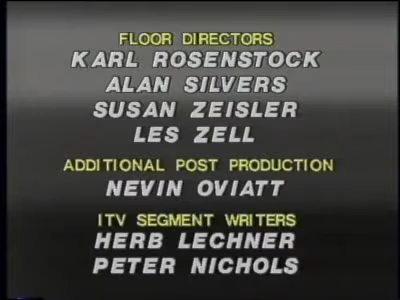 FLOOR DIRECTORS
KARL ROSENSTOCK
ALAN SILVERS
SUSAN ZEISLER
LES ZELL
ADDITIONAL POST PRODUCTION
NEVIN OVIATT
ITV SEGMENT WRITERS
HERB LECHNER
PETER NICHOLS